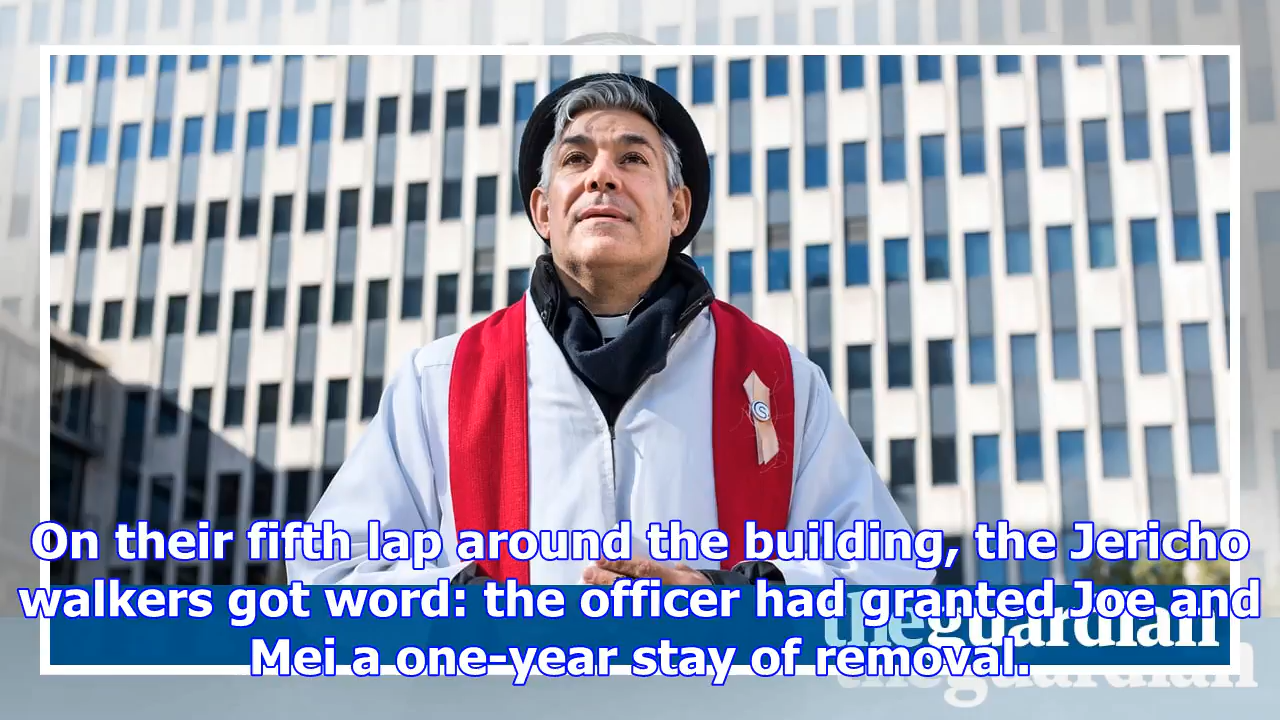 On their fifth lap around the building, the Jericho
walkers got word: the officer had granted Joe and
Mei a one-year stay of removal.
theguardian
theguardian